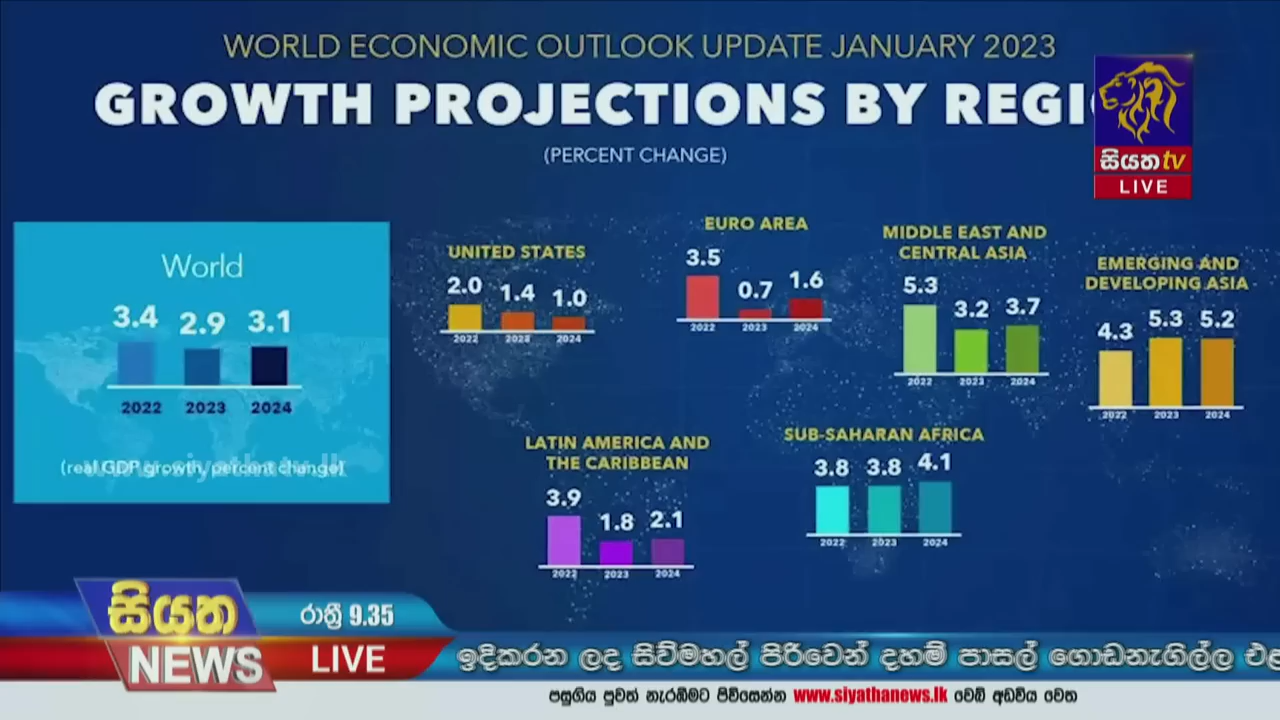 WORLD ECONOMIC OUTLOOK UPDATE JANUARY 2023
GROWTH PROJECTIONS BY REGI
(PERCENT CHANGE)
සියත tv
LIVE
World
3.4 2.9 3.1
2022 2023 2024
(real GDP growth, percent change)
UNITED STATES
2.0 1.4 1.0
2022 2023 2024
EURO AREA
3.5 0.7 1.6
2022 2023 2024
MIDDLE EAST AND
CENTRAL ASIA
5.3 3.2 3.7
2022 2023 2024
EMERGING AND
DEVELOPING ASIA
4.3 5.3 5.2
2022 2023 2024
LATIN AMERICA AND
THE CARIBBEAN
3.9 1.8 2.1
2022 2023 2024
SUB-SAHARAN AFRICA
3.8 3.8 4.1
2022 2023 2024
සියත
NEWS
රාත්‍රී 9.35
LIVE
ඉදිකරන ලද සිව්මහල් පිරිවෙන් දහම් පාසල් ගොඩනැගිල්ල එළ
පසුගිය පුවත් නැරඹීමට පිවිසෙන්න www.siyathanews.lk වෙබ් අඩවිය වෙත